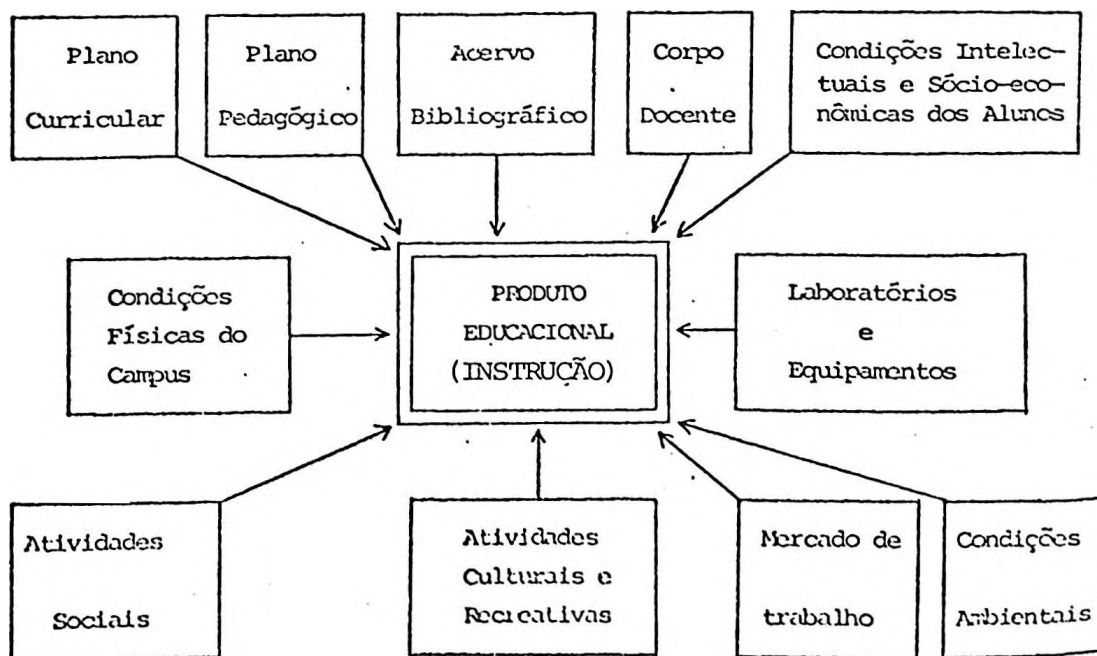 Plano
Curricular
Plano
Pedagógico
Acervo
Bibliográfico
Corpo
Docente
Condições Intelec-
tuais e Sócio-eco-
nômicas dos Alunos
Condições
Físicas do
Campus
PRODUTO
EDUCACIONAL
(INSTRUÇÃO)
Laboratórios
e
Equipamentos
Atividades
Sociais
Atividades
Culturais e
Recreativas
Mercado de
trabalho
Condições
Ambientais